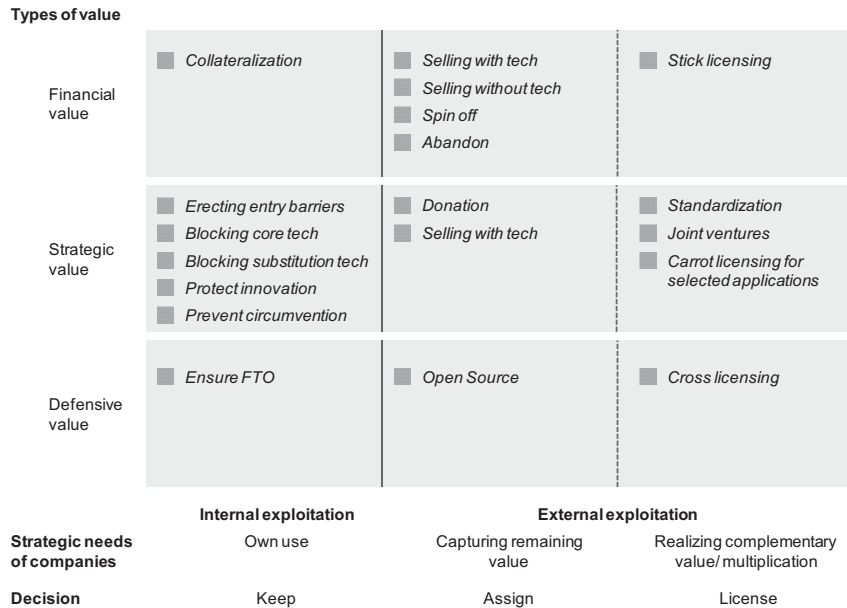 Types of value
Financial
value
Collateralization
Selling with tech
Selling without tech
Spin off
Abandon
Stick licensing
Strategic
value
Erecting entry barriers
Blocking core tech
Blocking substitution tech
Protect innovation
Prevent circumvention
Donation
Selling with tech
Standardization
Joint ventures
Carrot licensing for
selected applications
Defensive
value
Ensure FTO
Open Source
Cross licensing
Internal exploitation
External exploitation
Strategic needs
of companies
Own use
Capturing remaining
value
Realizing complementary
value/ multiplication
Decision
Keep
Assign
License